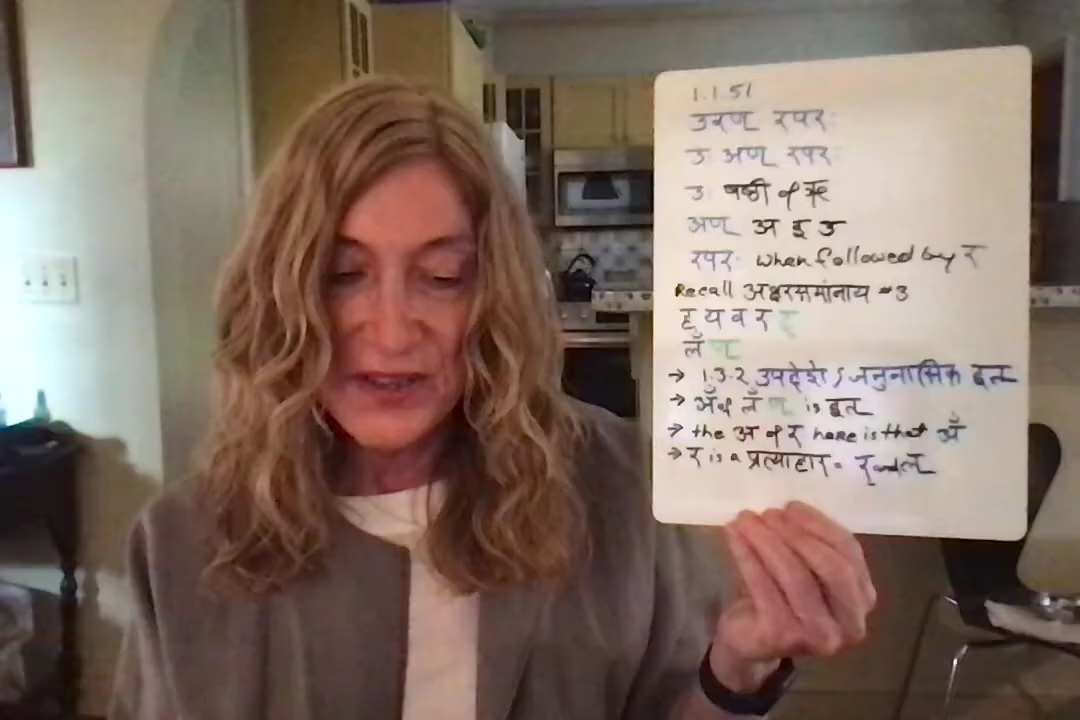 1.1.51
उरण् रपरः
उः अण् रपरः
उः षष्ठी of ऋ
अण् अ इ उ
रपरः when followed by र
Recall अक्षरसमांनाय #3
ह य व र ट्
लँ ण्
→ 1.3.2 उपदेशे ऽजनुनासिक इत्
→ अँ of लँ ण् is इत्
→ the अ of र here is that अँ
→ र is a प्रत्याहार = र् and ल्